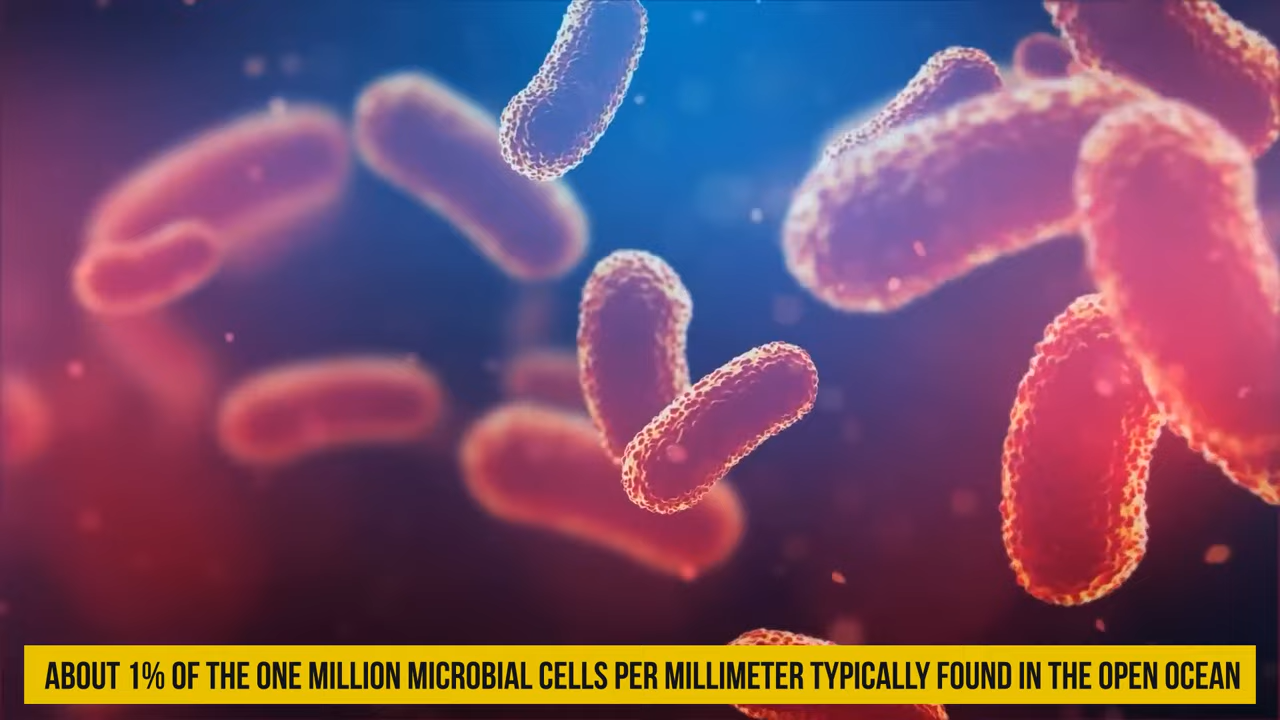 ABOUT 1% OF THE ONE MILLION MICROBIAL CELLS PER MILLIMETER TYPICALLY FOUND IN THE OPEN OCEAN